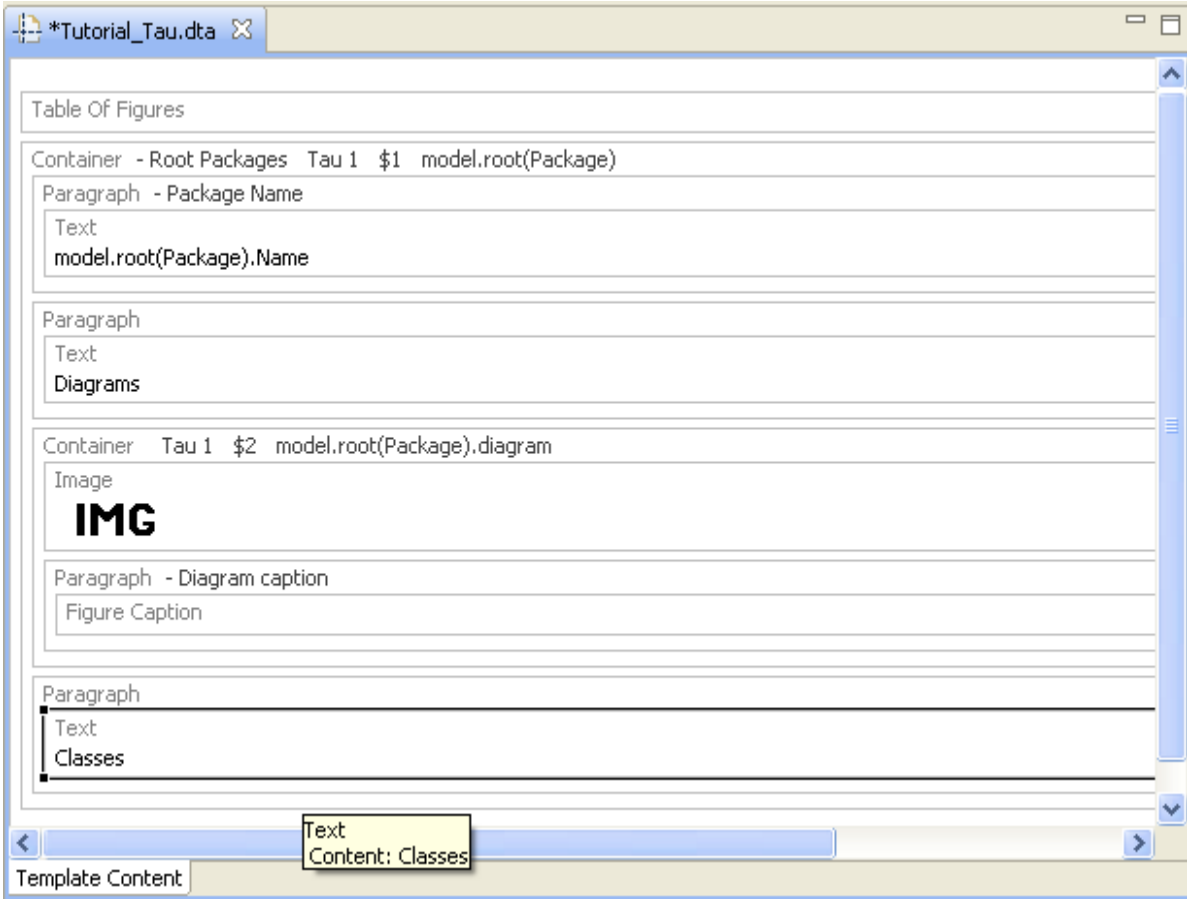 *Tutorial_Tau.dta
Table Of Figures
Container - Root Packages Tau 1 $1 model.root(Package)
Paragraph - Package Name
Text
model.root(Package).Name
Paragraph
Text
Diagrams
Container Tau 1 $2 model.root(Package).diagram
Image
IMG
Paragraph - Diagram caption
Figure Caption
Paragraph
Text
Classes
Text
Content: Classes
Template Content